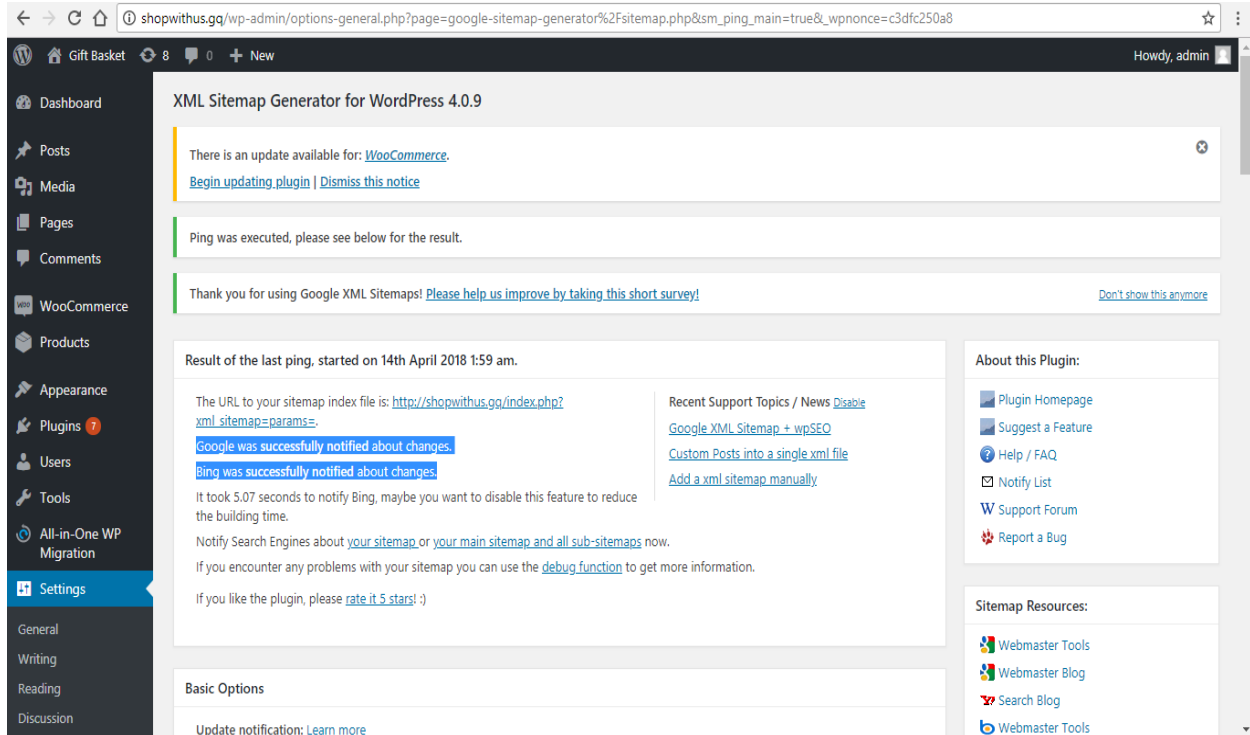 shopwithus.gq/wp-admin/options-general.php?page=google-sitemap-generator%2Fsitemap.php&sm_ping_main=true&_wpnonce=c3dfc250a8
Gift Basket 8 0 + New Howdy, admin
Dashboard
Posts
Media
Pages
Comments
Woo WooCommerce
Products
Appearance
Plugins 7
Users
Tools
All-in-One WP
Migration
Settings
General
Writing
Reading
Discussion
XML Sitemap Generator for WordPress 4.0.9
There is an update available for: WooCommerce.
Begin updating plugin | Dismiss this notice
Ping was executed, please see below for the result.
Thank you for using Google XML Sitemaps! Please help us improve by taking this short survey! Don't show this anymore
Result of the last ping, started on 14th April 2018 1:59 am.
The URL to your sitemap index file is: http://shopwithus.gq/index.php?
xml_sitemap=params=.
Google was successfully notified about changes.
Bing was successfully notified about changes.
It took 5.07 seconds to notify Bing, maybe you want to disable this feature to reduce
the building time.
Notify Search Engines about your sitemap or your main sitemap and all sub-sitemaps now.
If you encounter any problems with your sitemap you can use the debug function to get more information.
If you like the plugin, please rate it 5 stars! :)
Recent Support Topics / News Disable
Google XML Sitemap + wpSEO
Custom Posts into a single xml file
Add a xml sitemap manually
Basic Options
Update notification: Learn more
About this Plugin:
Plugin Homepage
Suggest a Feature
Help / FAQ
Notify List
W Support Forum
Report a Bug
Sitemap Resources:
Webmaster Tools
Webmaster Blog
Y? Search Blog
b Webmaster Tools